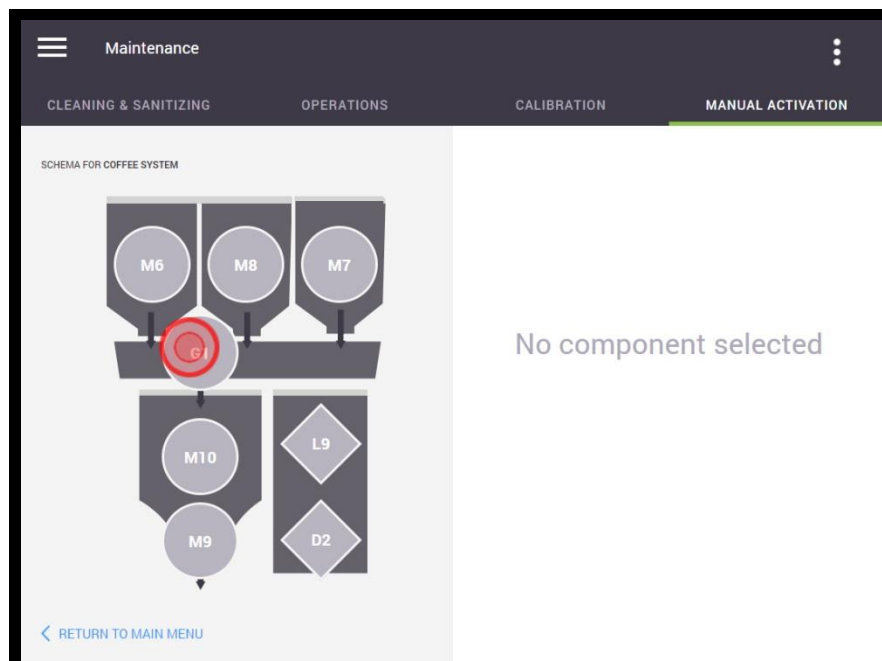 Maintenance
CLEANING & SANITIZING OPERATIONS CALIBRATION MANUAL ACTIVATION
SCHEMA FOR COFFEE SYSTEM
M6 M8 M7
G1
No component selected
L9
M10
M9 D2
RETURN TO MAIN MENU